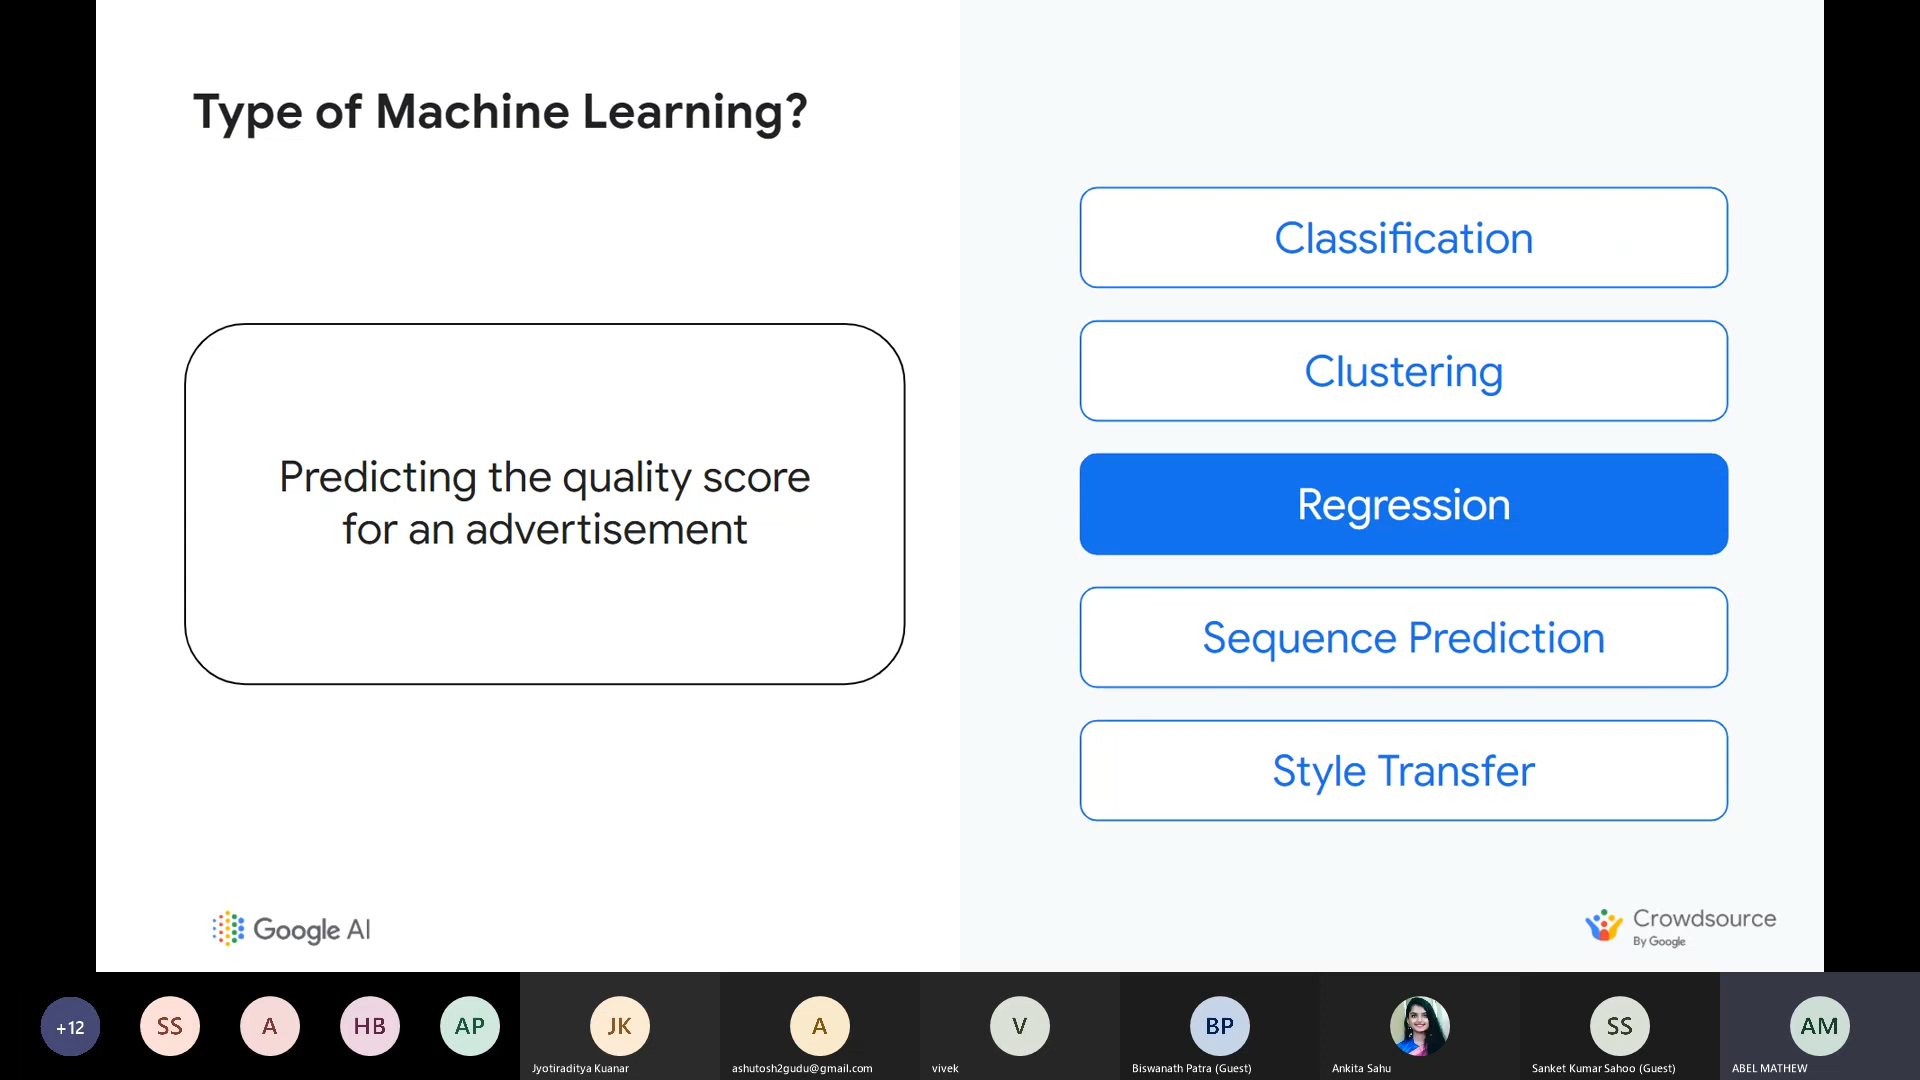 Type of Machine Learning?
Predicting the quality score
for an advertisement
Classification
Clustering
Regression
Sequence Prediction
Style Transfer
Google AI
Crowdsource
By Google
+12
SS
A
HB
AP
JK
Jyotiraditya Kuanar
A
ashutosh2gudu@gmail.com
V
vivek
BP
Biswanath Patra (Guest)
Ankita Sahu
SS
Sanket Kumar Sahoo (Guest)
AM
ABEL MATHEW